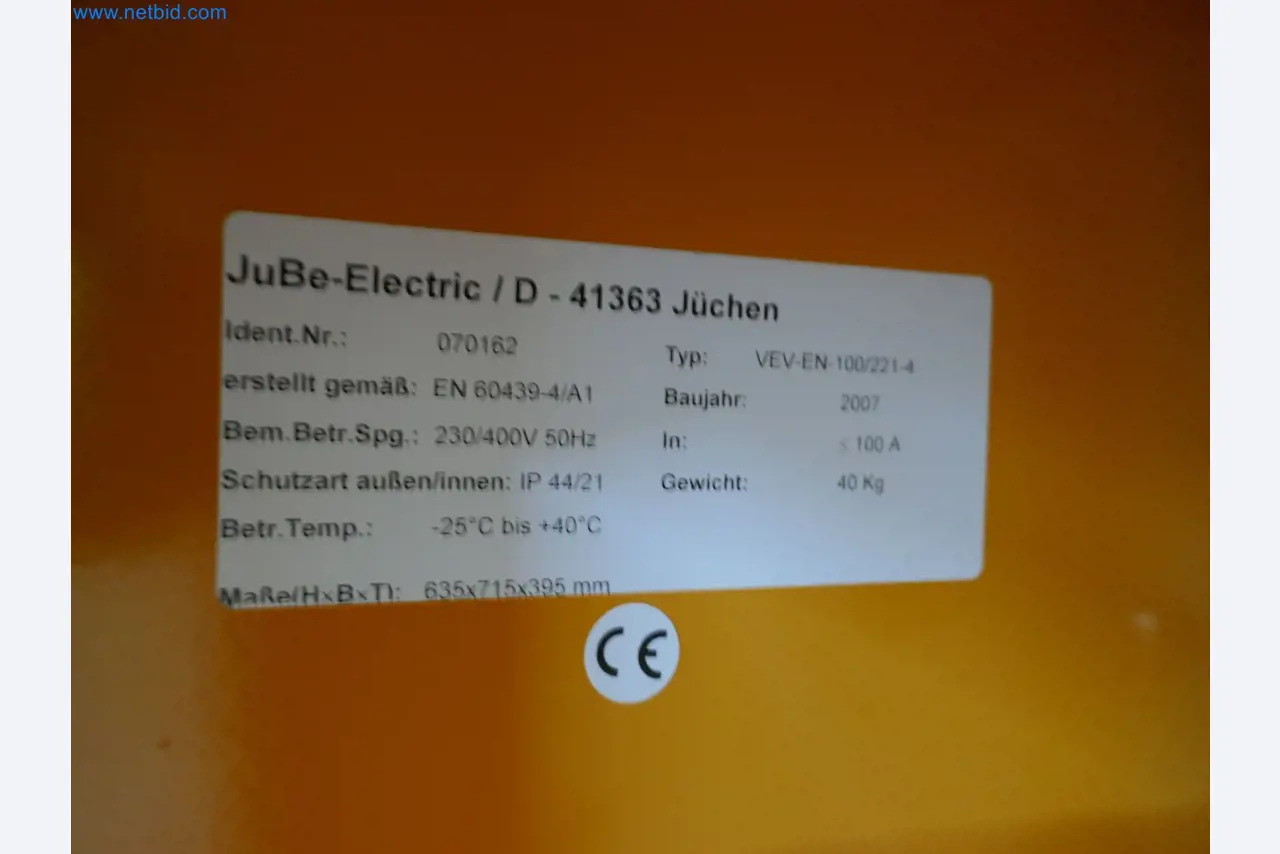 www.netbid.com
JuBe-Electric / D - 41363 Jüchen
Ident.Nr.: 070162 Typ: VEV-EN-100/221-4
erstellt gemäß: EN 60439-4/A1 Baujahr: 2007
Bem.Betr.Spg.: 230/400V 50Hz In: ≤ 100 A
Schutzart außen/innen: IP 44/21 Gewicht: 40 Kg
Betr.Temp.: -25°C bis +40°C
Maße(HxBxT): 635x715x395 mm
CE